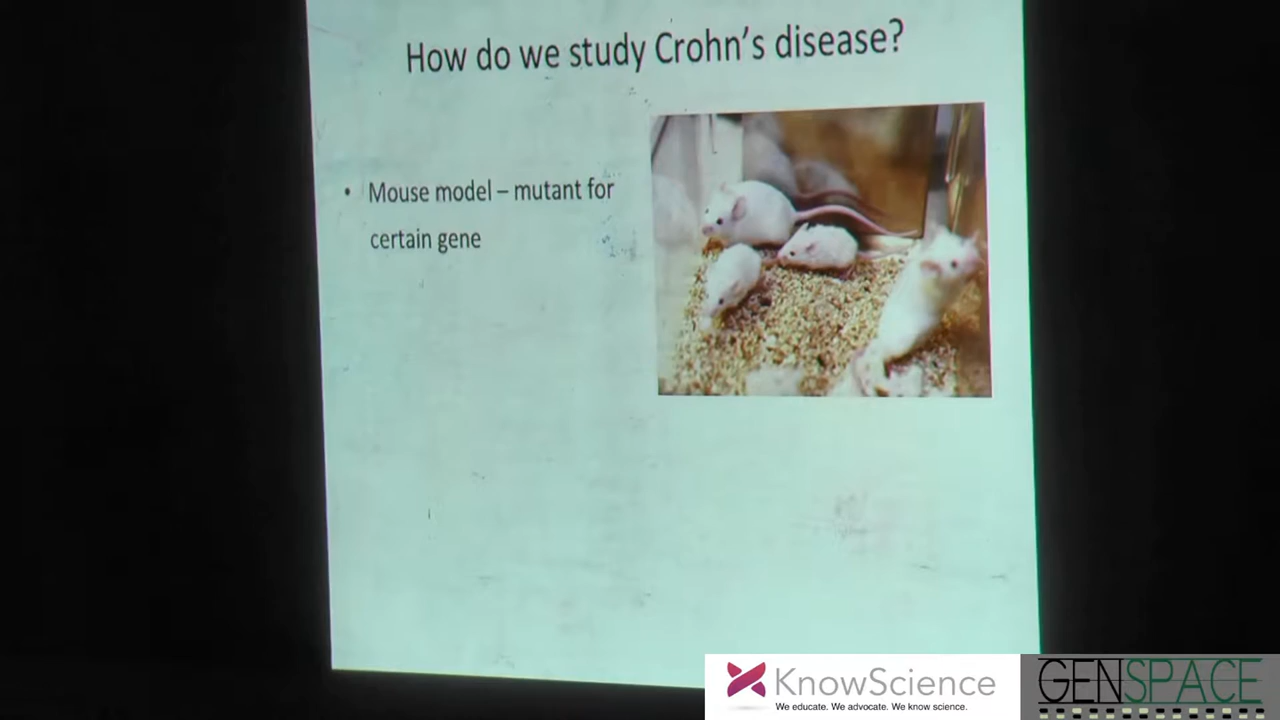 How do we study Crohn's disease?
• Mouse model – mutant for
certain gene
KnowScience
We educate. We advocate. We know science.
GENSPACE